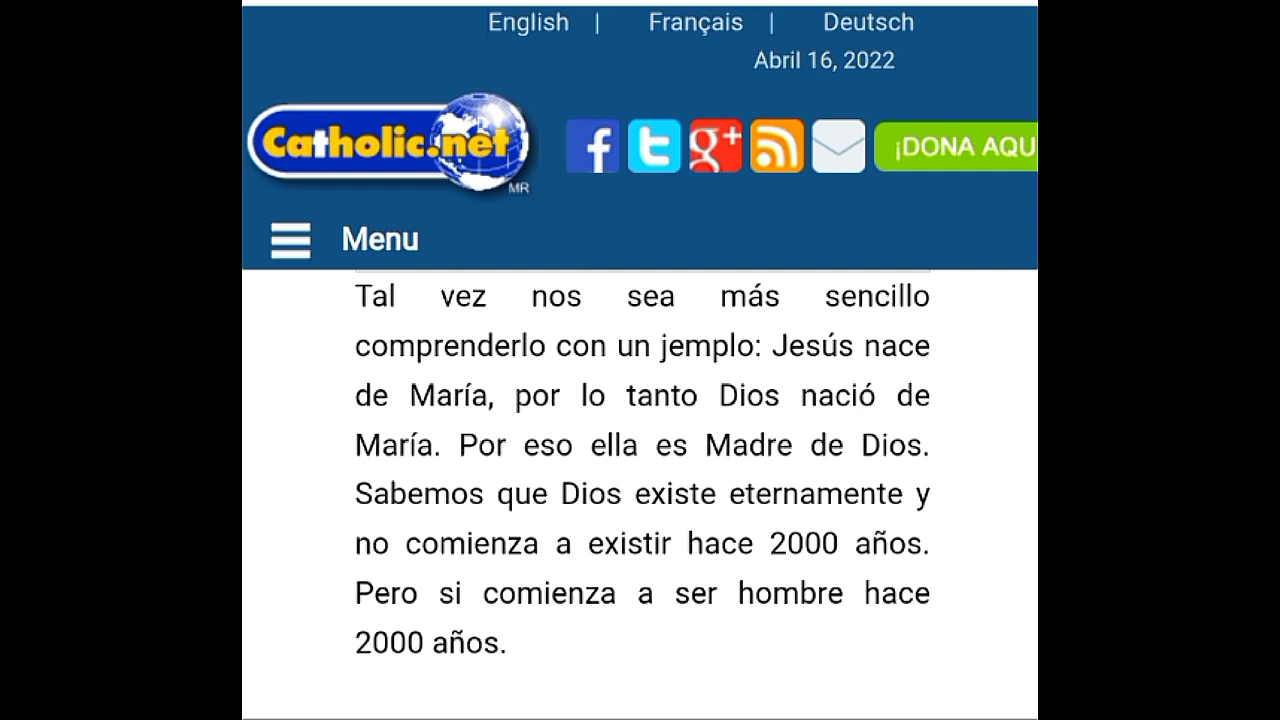 English | Français | Deutsch
Abril 16, 2022
Catholic.net
MR
f t g+ ¡DONA AQU
Menu
Tal vez nos sea más sencillo
comprenderlo con un jemplo: Jesús nace
de María, por lo tanto Dios nació de
María. Por eso ella es Madre de Dios.
Sabemos que Dios existe eternamente y
no comienza a existir hace 2000 años.
Pero si comienza a ser hombre hace
2000 años.